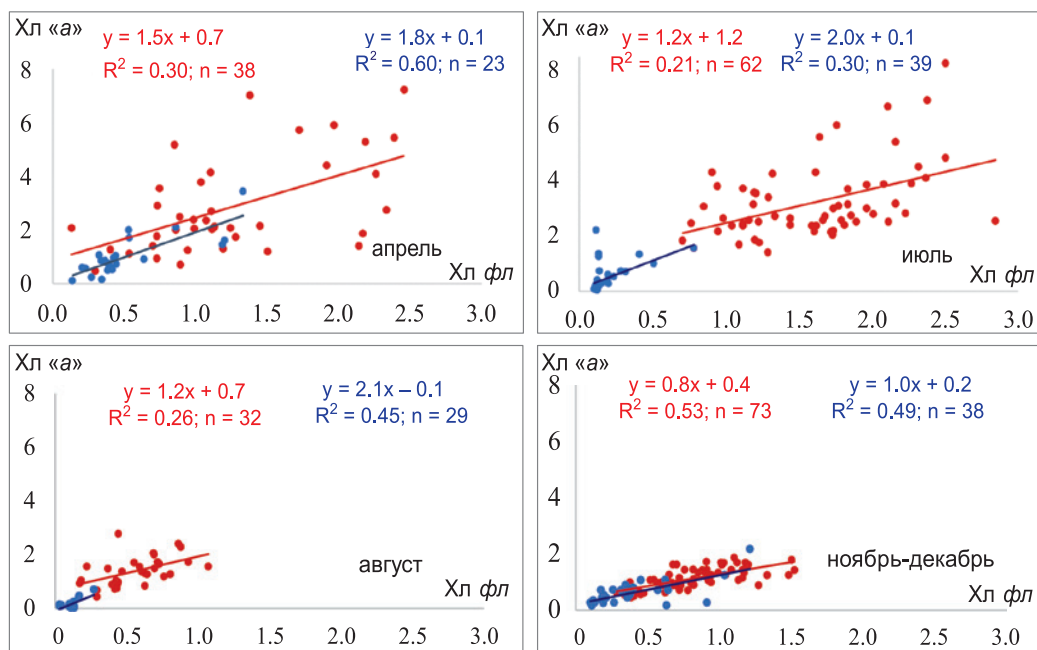 Хл «а»
y = 1.5x + 0.7
R² = 0.30; n = 38
y = 1.8x + 0.1
R² = 0.60; n = 23
8
6
4
2
0
апрель
Хл фл
0.0 0.5 1.0 1.5 2.0 2.5 3.0
Хл «а»
y = 1.2x + 1.2
R² = 0.21; n = 62
y = 2.0x + 0.1
R² = 0.30; n = 39
8
6
4
2
0
июль
Хл фл
0.0 0.5 1.0 1.5 2.0 2.5 3.0
Хл «а»
y = 1.2x + 0.7
R² = 0.26; n = 32
y = 2.1x – 0.1
R² = 0.45; n = 29
8
6
4
2
0
август
Хл фл
0.0 0.5 1.0 1.5 2.0 2.5 3.0
Хл «а»
y = 0.8x + 0.4
R² = 0.53; n = 73
y = 1.0x + 0.2
R² = 0.49; n = 38
8
6
4
2
0
ноябрь-декабрь
Хл фл
0.0 0.5 1.0 1.5 2.0 2.5 3.0